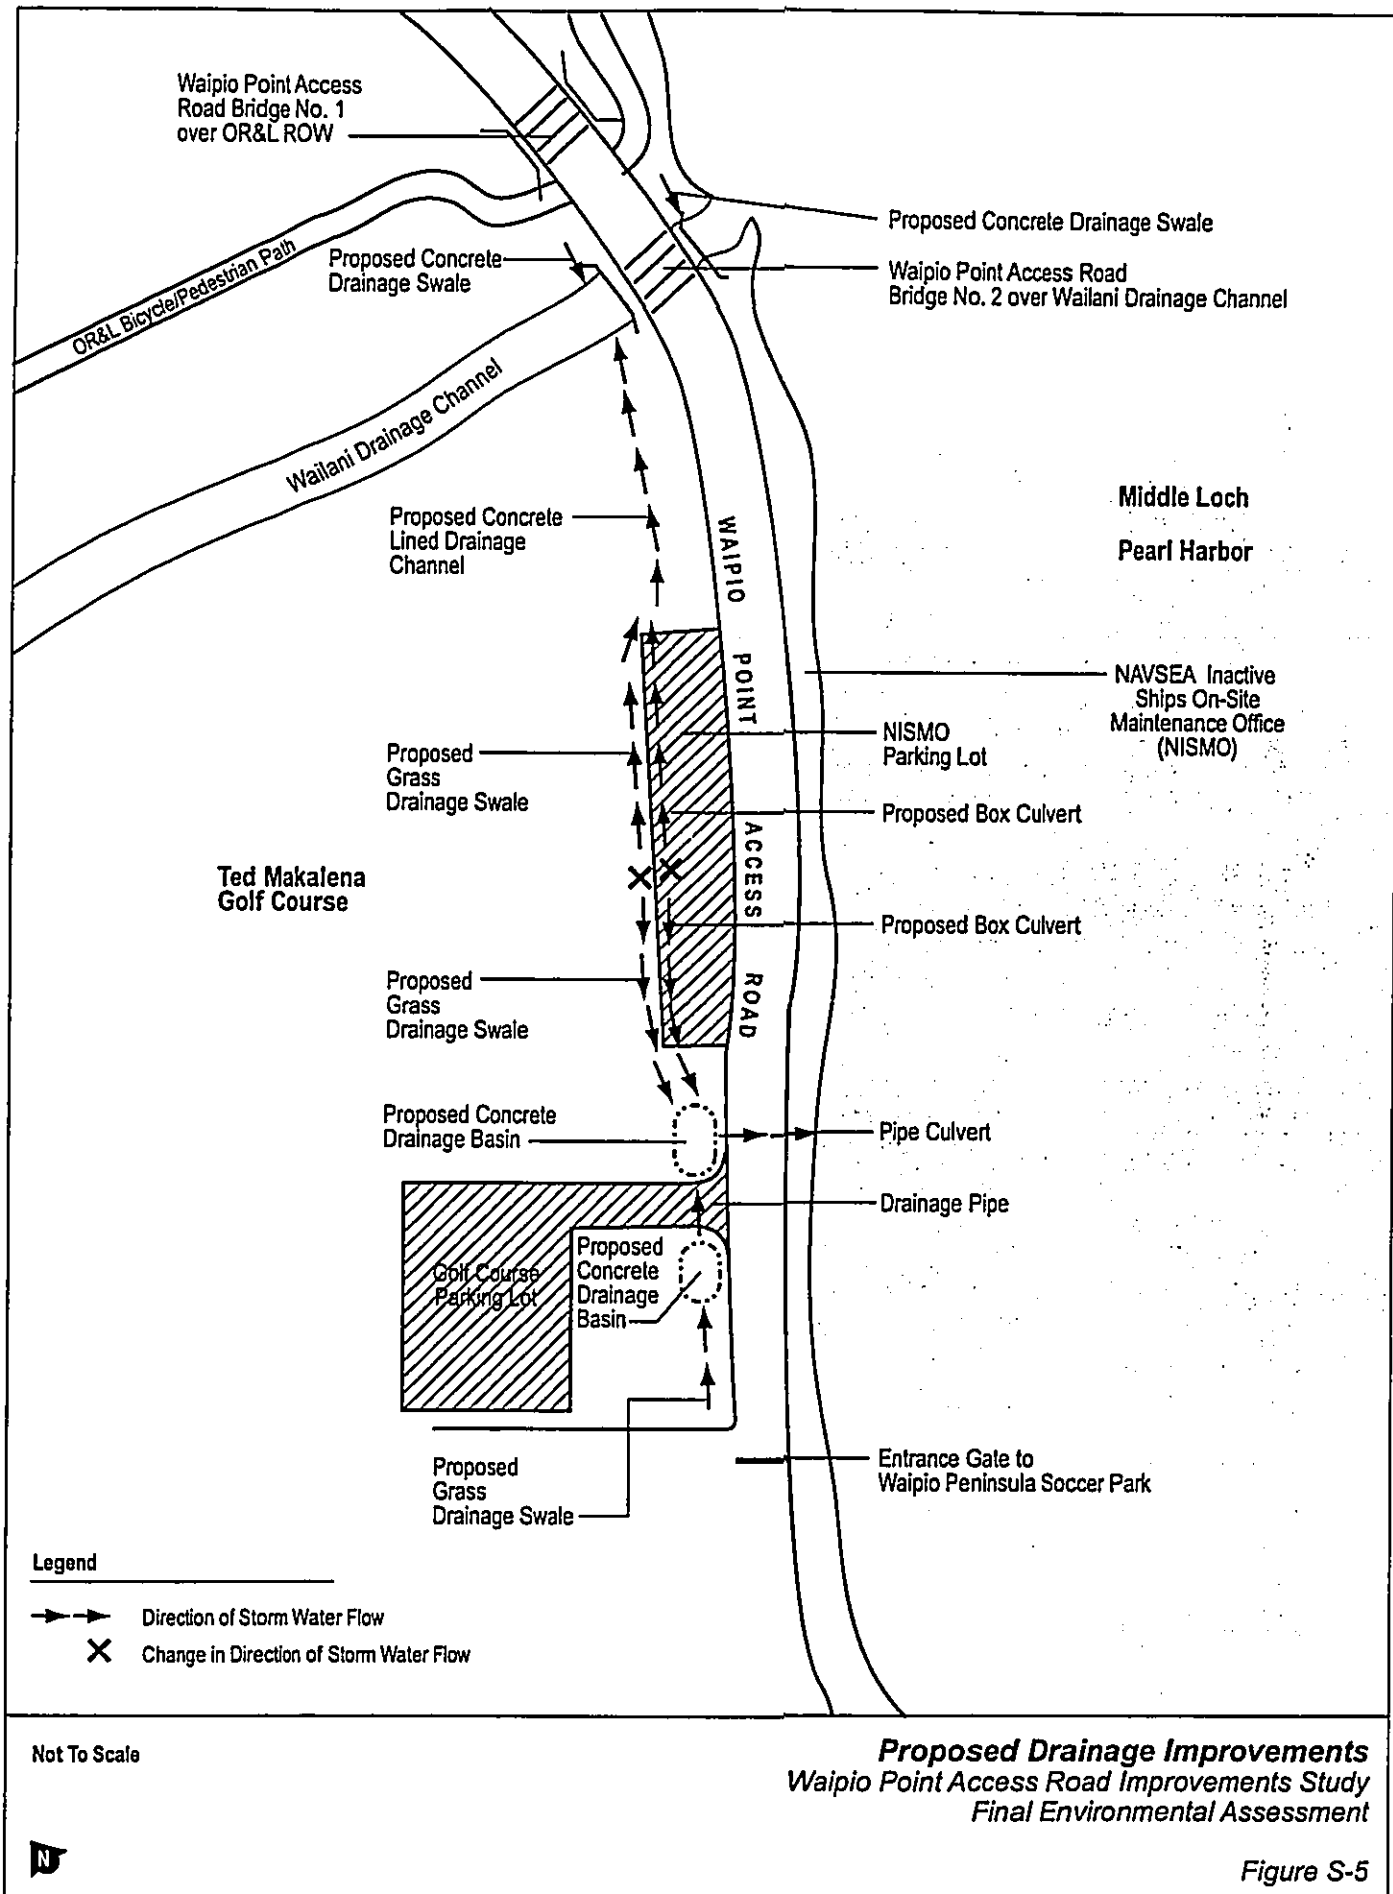 Waipio Point Access
Road Bridge No. 1
over OR&L ROW
Proposed Concrete Drainage Swale
Proposed Concrete
Drainage Swale
Waipio Point Access Road
Bridge No. 2 over Wailani Drainage Channel
OR&L Bicycle/Pedestrian Path
Wailani Drainage Channel
Middle Loch
Pearl Harbor
Proposed Concrete
Lined Drainage
Channel
WAIPIO POINT ACCESS ROAD
NAVSEA Inactive
Ships On-Site
Maintenance Office
(NISMO)
NISMO
Parking Lot
Proposed
Grass
Drainage Swale
Proposed Box Culvert
Ted Makalena
Golf Course
Proposed Box Culvert
Proposed
Grass
Drainage Swale
Proposed Concrete
Drainage Basin
Pipe Culvert
Drainage Pipe
Golf Course
Parking Lot
Proposed
Concrete
Drainage
Basin
Entrance Gate to
Waipio Peninsula Soccer Park
Proposed
Grass
Drainage Swale
Legend
Direction of Storm Water Flow
Change in Direction of Storm Water Flow
Not To Scale
Proposed Drainage Improvements
Waipio Point Access Road Improvements Study
Final Environmental Assessment
N
Figure S-5